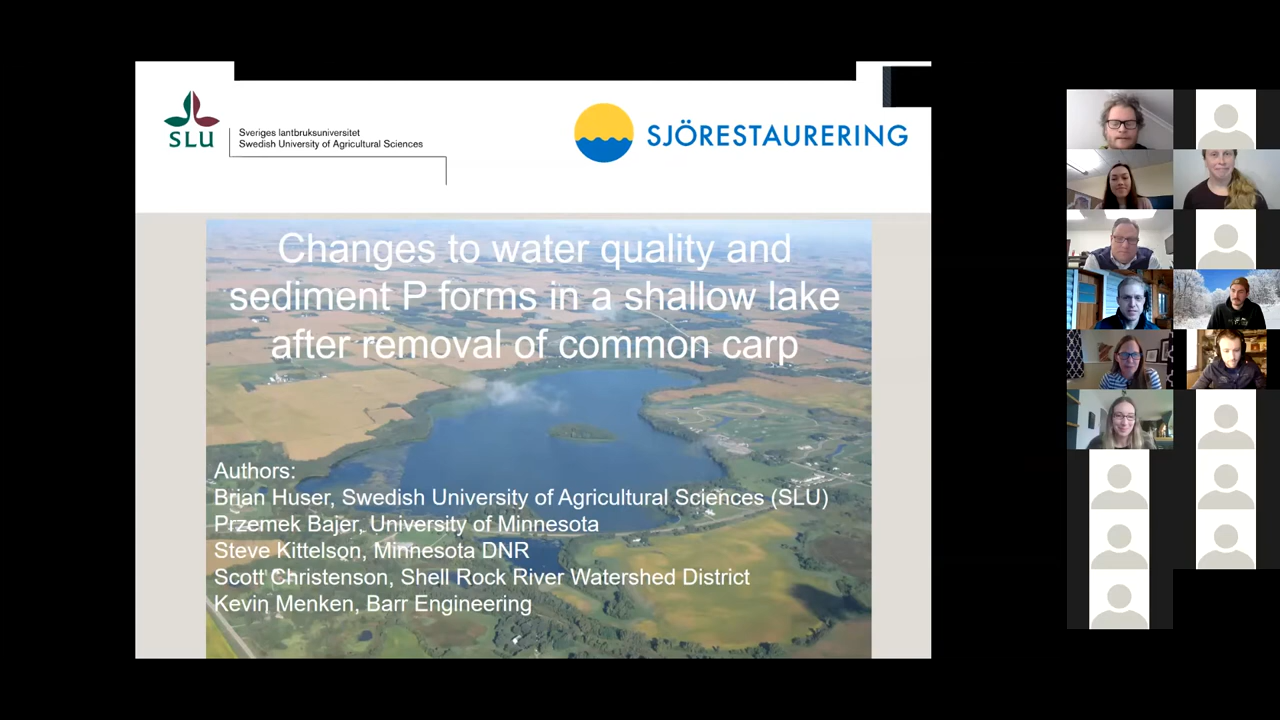 SLU
Sveriges lantbruksuniversitet
Swedish University of Agricultural Sciences
SJÖRESTAURERING
Changes to water quality and
sediment P forms in a shallow lake
after removal of common carp
Authors:
Brian Huser, Swedish University of Agricultural Sciences (SLU)
Przemek Bajer, University of Minnesota
Steve Kittelson, Minnesota DNR
Scott Christenson, Shell Rock River Watershed District
Kevin Menken, Barr Engineering